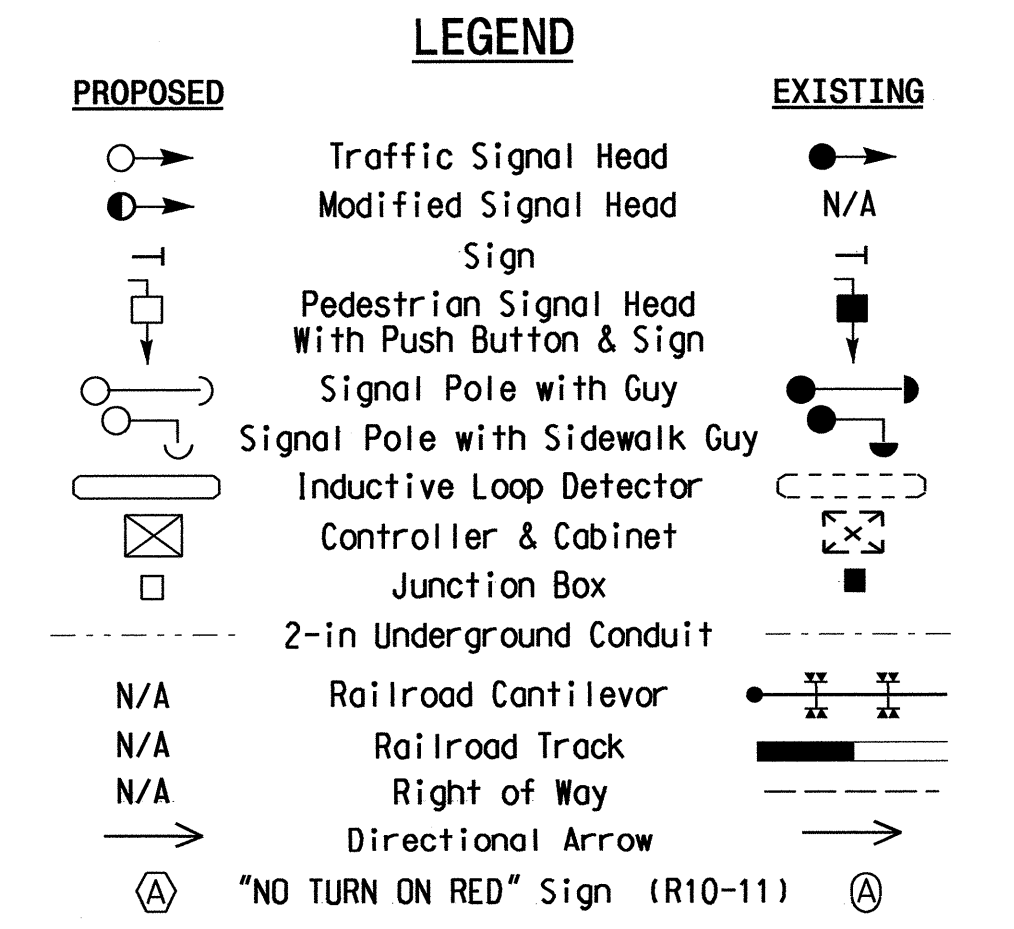 LEGEND
PROPOSED EXISTING
Traffic Signal Head
Modified Signal Head N/A
Sign
Pedestrian Signal Head
With Push Button & Sign
Signal Pole with Guy
Signal Pole with Sidewalk Guy
Inductive Loop Detector
Controller & Cabinet
Junction Box
2-in Underground Conduit
N/A Railroad Cantilevor
N/A Railroad Track
N/A Right of Way
Directional Arrow
A "NO TURN ON RED" Sign (R10-11) A